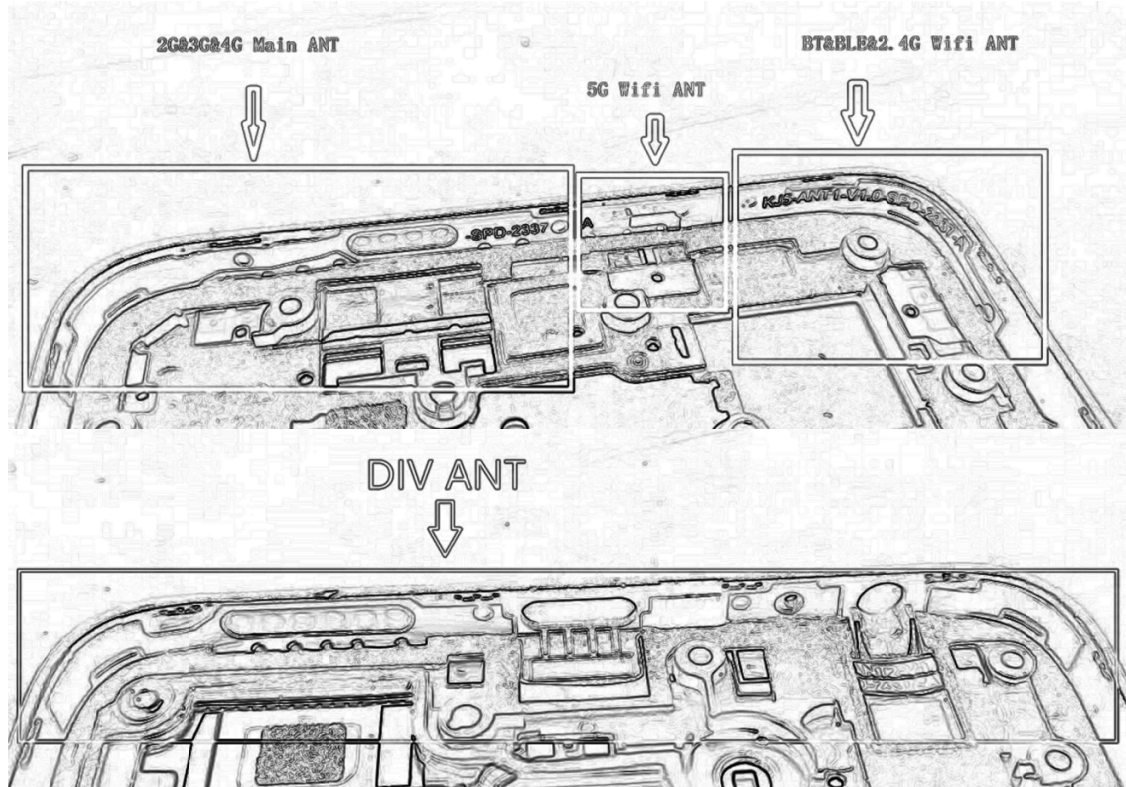 2G&3G&4G Main ANT
BT&BLE&2.4G Wifi ANT
5G Wifi ANT
-SPD-2337
A
KJ5-ANT1-V1.0-SPD-2337-A
DIV ANT